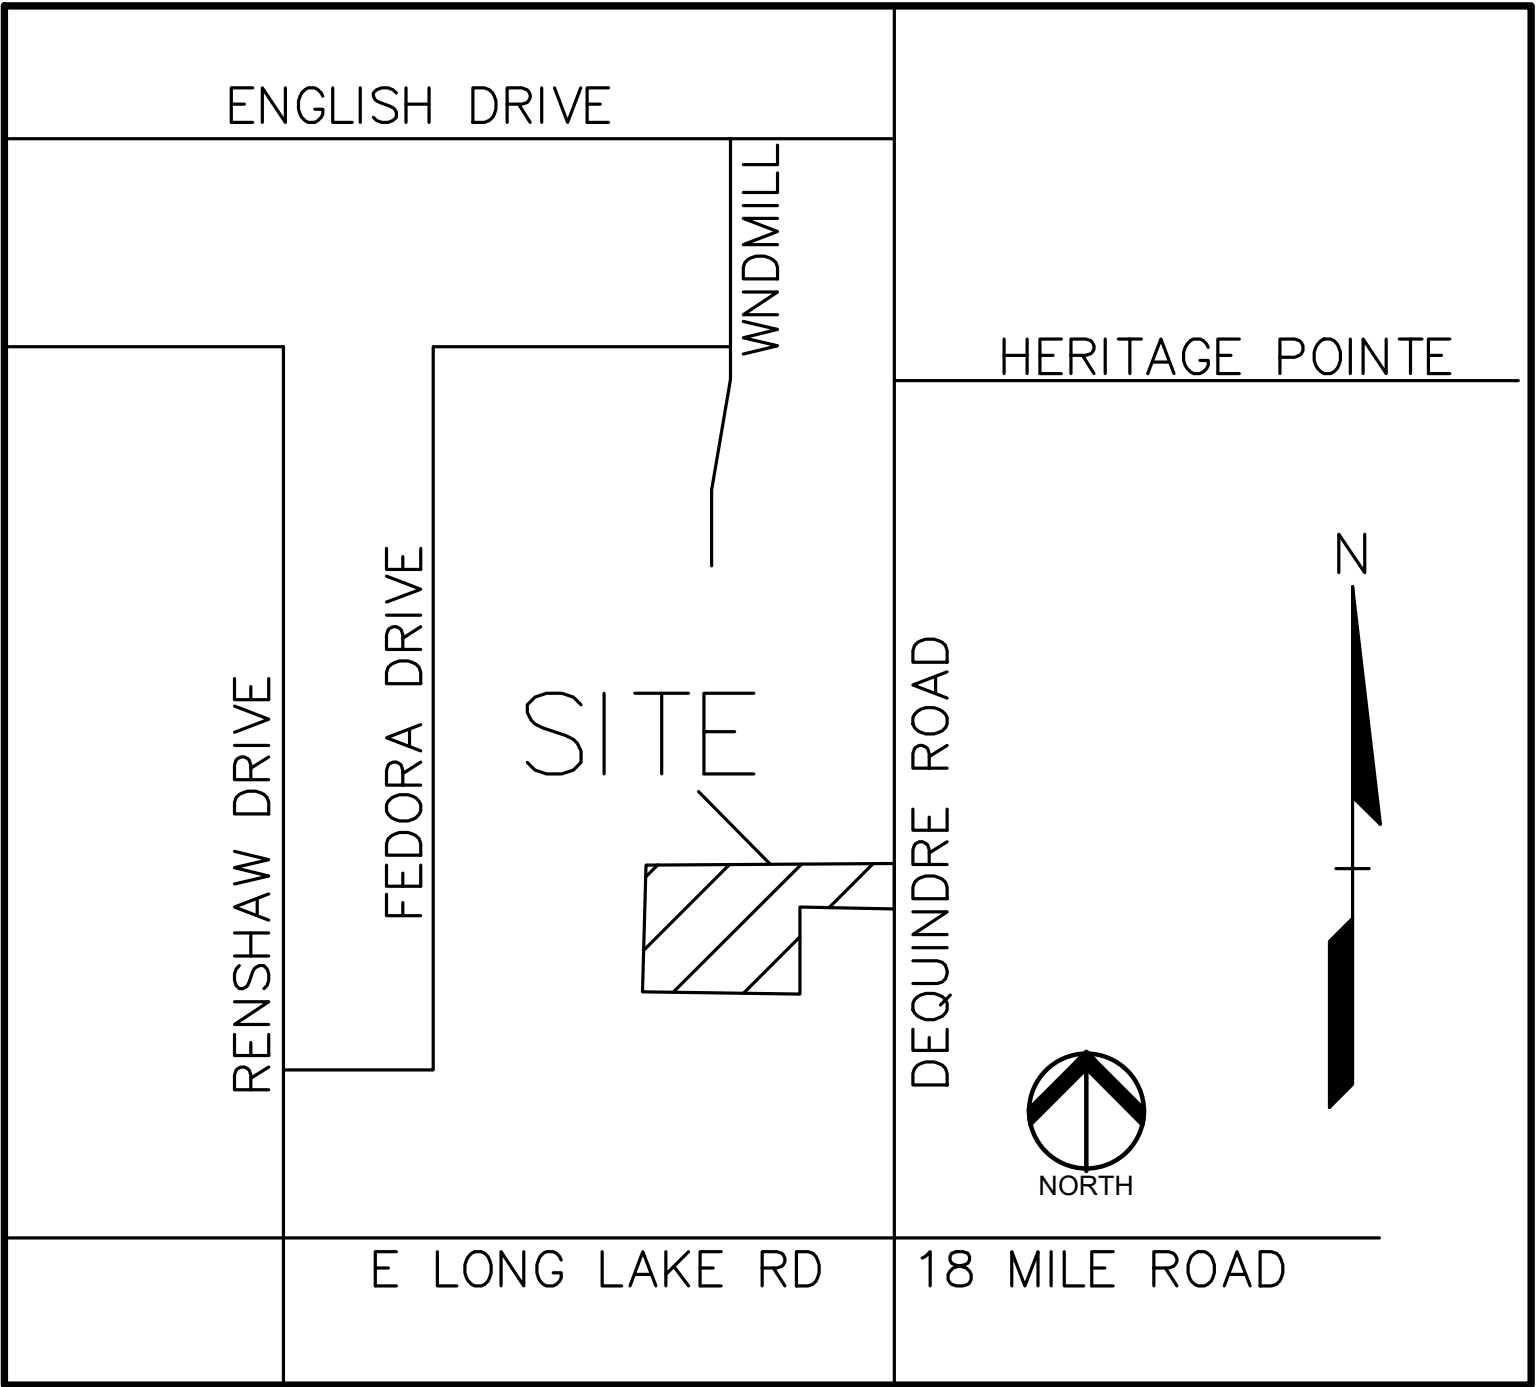 ENGLISH DRIVE
WNDMILL
HERITAGE POINTE
N
FEDORA DRIVE
RENSHAW DRIVE
SITE
DEQUINDRE ROAD
NORTH
E LONG LAKE RD
18 MILE ROAD